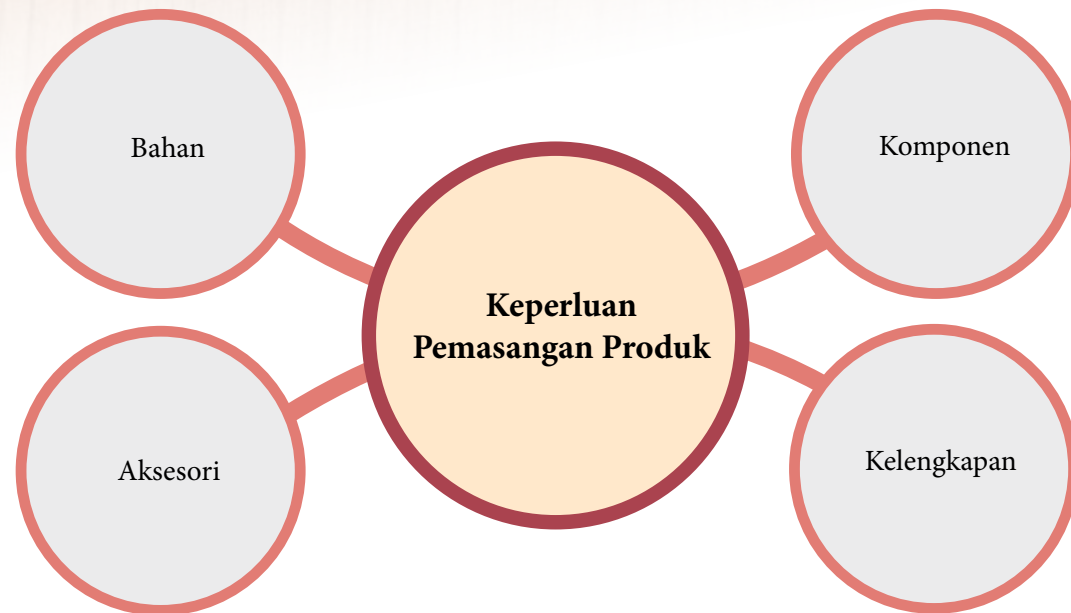 Bahan
Komponen
Keperluan
Pemasangan Produk
Aksesori
Kelengkapan